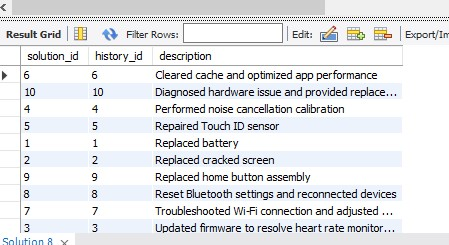 Result Grid Filter Rows: Edit: Export/Im
solution_id history_id description
6 6 Cleared cache and optimized app performance
10 10 Diagnosed hardware issue and provided replace...
4 4 Performed noise cancellation calibration
5 5 Repaired Touch ID sensor
1 1 Replaced battery
2 2 Replaced cracked screen
9 9 Replaced home button assembly
8 8 Reset Bluetooth settings and reconnected devices
7 7 Troubleshooted Wi-Fi connection and adjusted ...
3 3 Updated firmware to resolve heart rate monitor...
Solution 8 ×